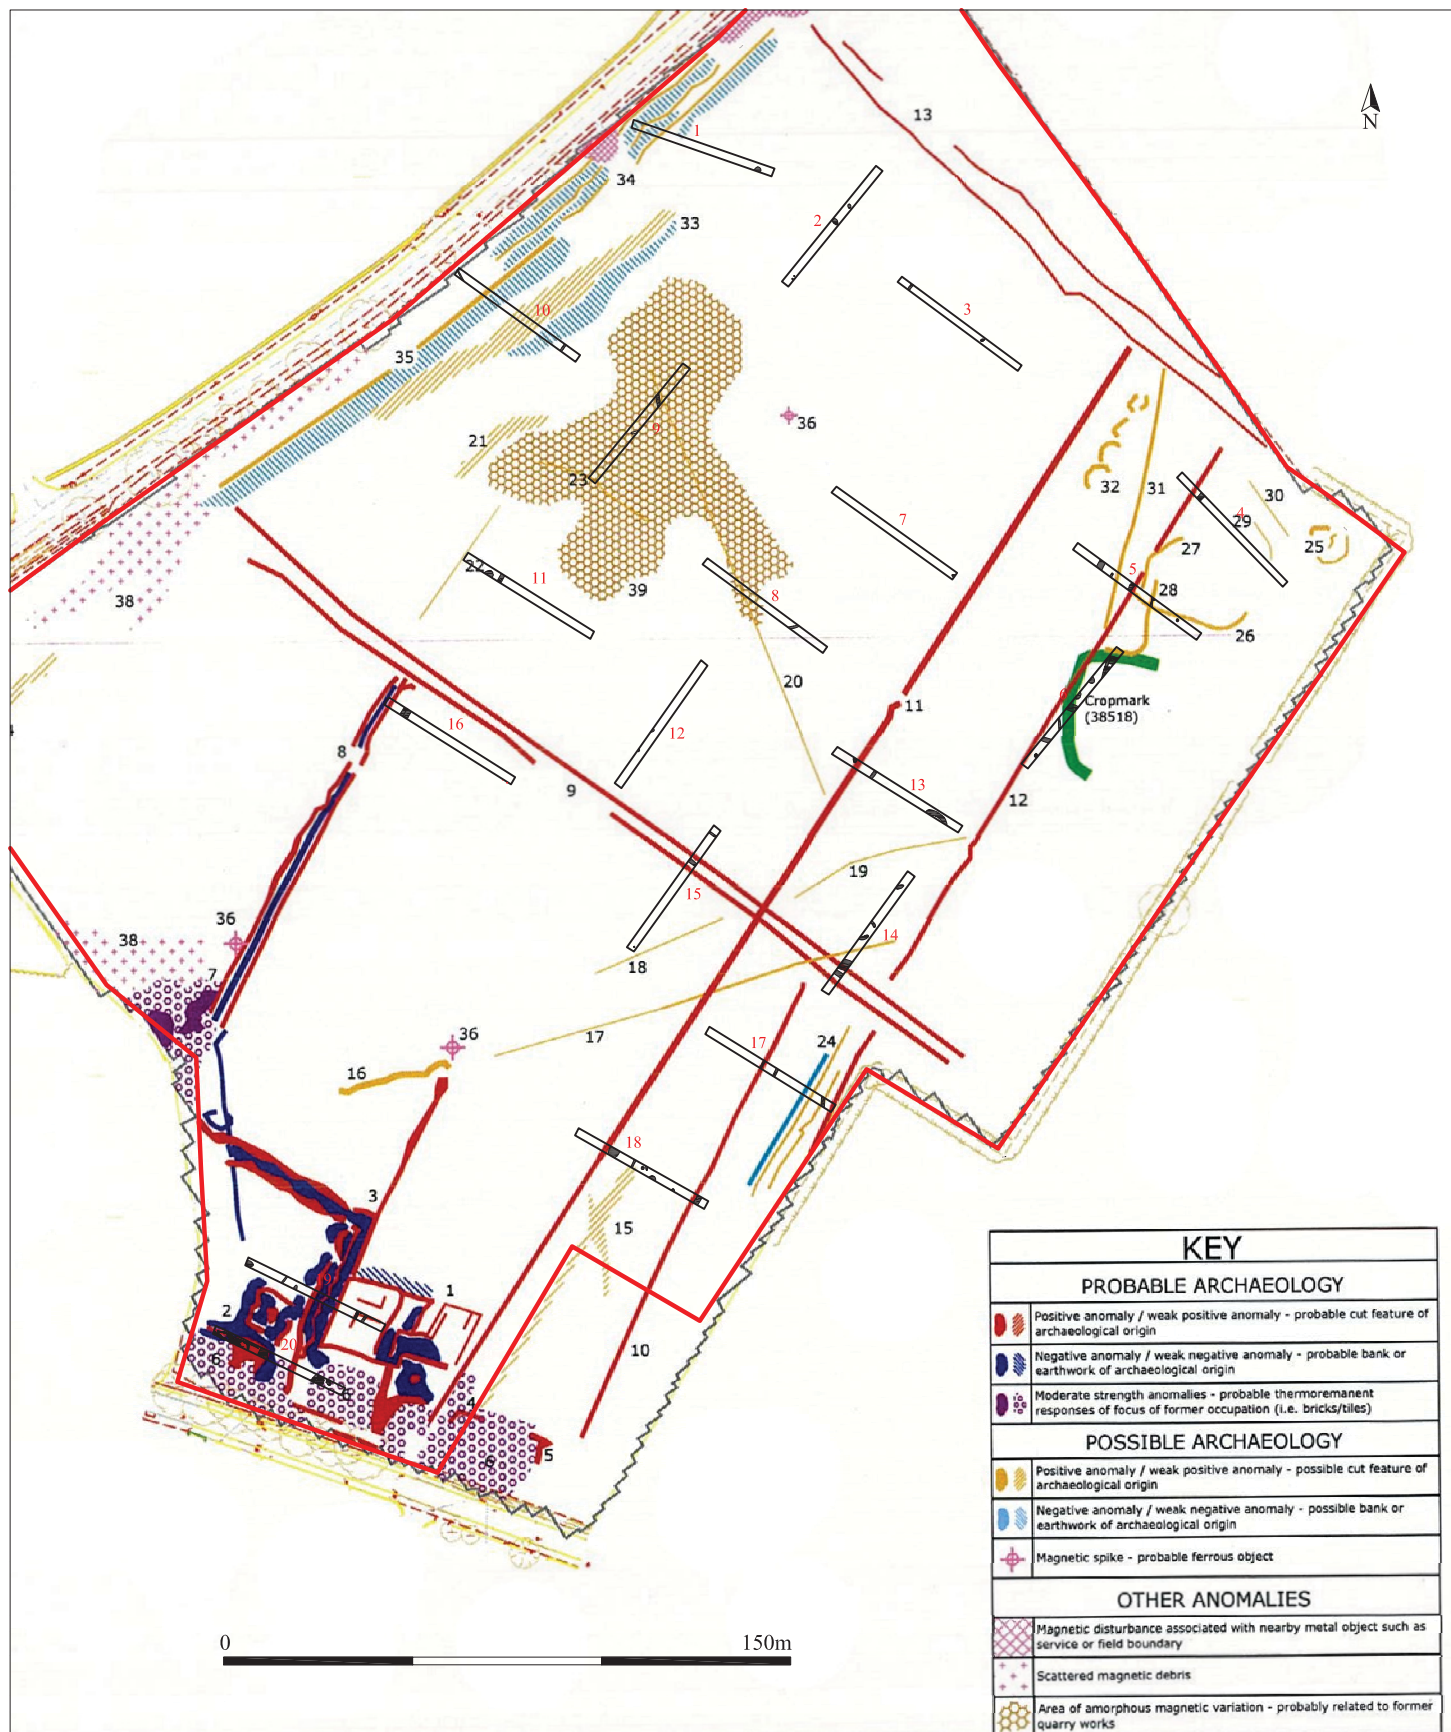 N
13
1
34
2
33
3
10
35
36
21
9
23
32
31
30
4
29
25
7
27
5
22
11
39
8
28
38
26
20
6
Cropmark
(38518)
11
16
12
8
13
9
12
19
15
36
14
38
18
7
36
17
17
24
16
18
3
15
19
1
2
20
10
6
6
4
5
6
0
150m
KEY
PROBABLE ARCHAEOLOGY
Positive anomaly / weak positive anomaly - probable cut feature of
archaeological origin
Negative anomaly / weak negative anomaly - probable bank or
earthwork of archaeological origin
Moderate strength anomalies - probable thermoremanent
responses of focus of former occupation (i.e. bricks/tiles)
POSSIBLE ARCHAEOLOGY
Positive anomaly / weak positive anomaly - possible cut feature of
archaeological origin
Negative anomaly / weak negative anomaly - possible bank or
earthwork of archaeological origin
Magnetic spike - probable ferrous object
OTHER ANOMALIES
Magnetic disturbance associated with nearby metal object such as
service or field boundary
Scattered magnetic debris
Area of amorphous magnetic variation - probably related to former
quarry works